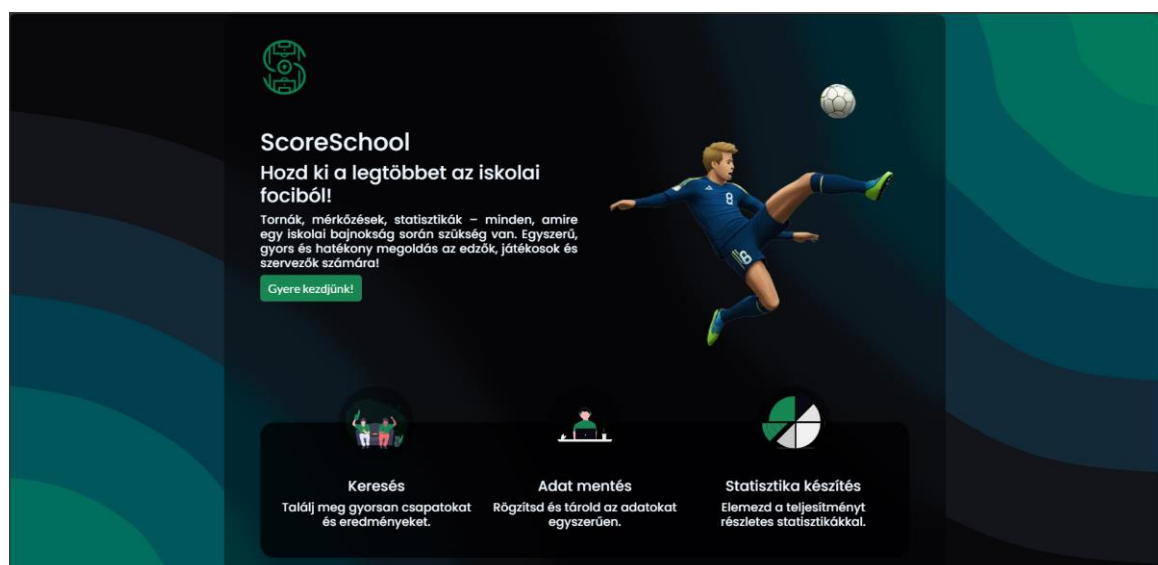 ScoreSchool
Hozd ki a legtöbbet az iskolai
fociból!
Tornák, mérkőzések, statisztikák – minden, amire
egy iskolai bajnokság során szükség van. Egyszerű,
gyors és hatékony megoldás az edzők, játékosok és
szervezők számára!
Gyere kezdjünk!
8
8
Keresés
Találj meg gyorsan csapatokat
és eredményeket.
Adat mentés
Rögzítsd és tárold az adatokat
egyszerűen.
Statisztika készítés
Elemezd a teljesítményt
részletes statisztikákkal.